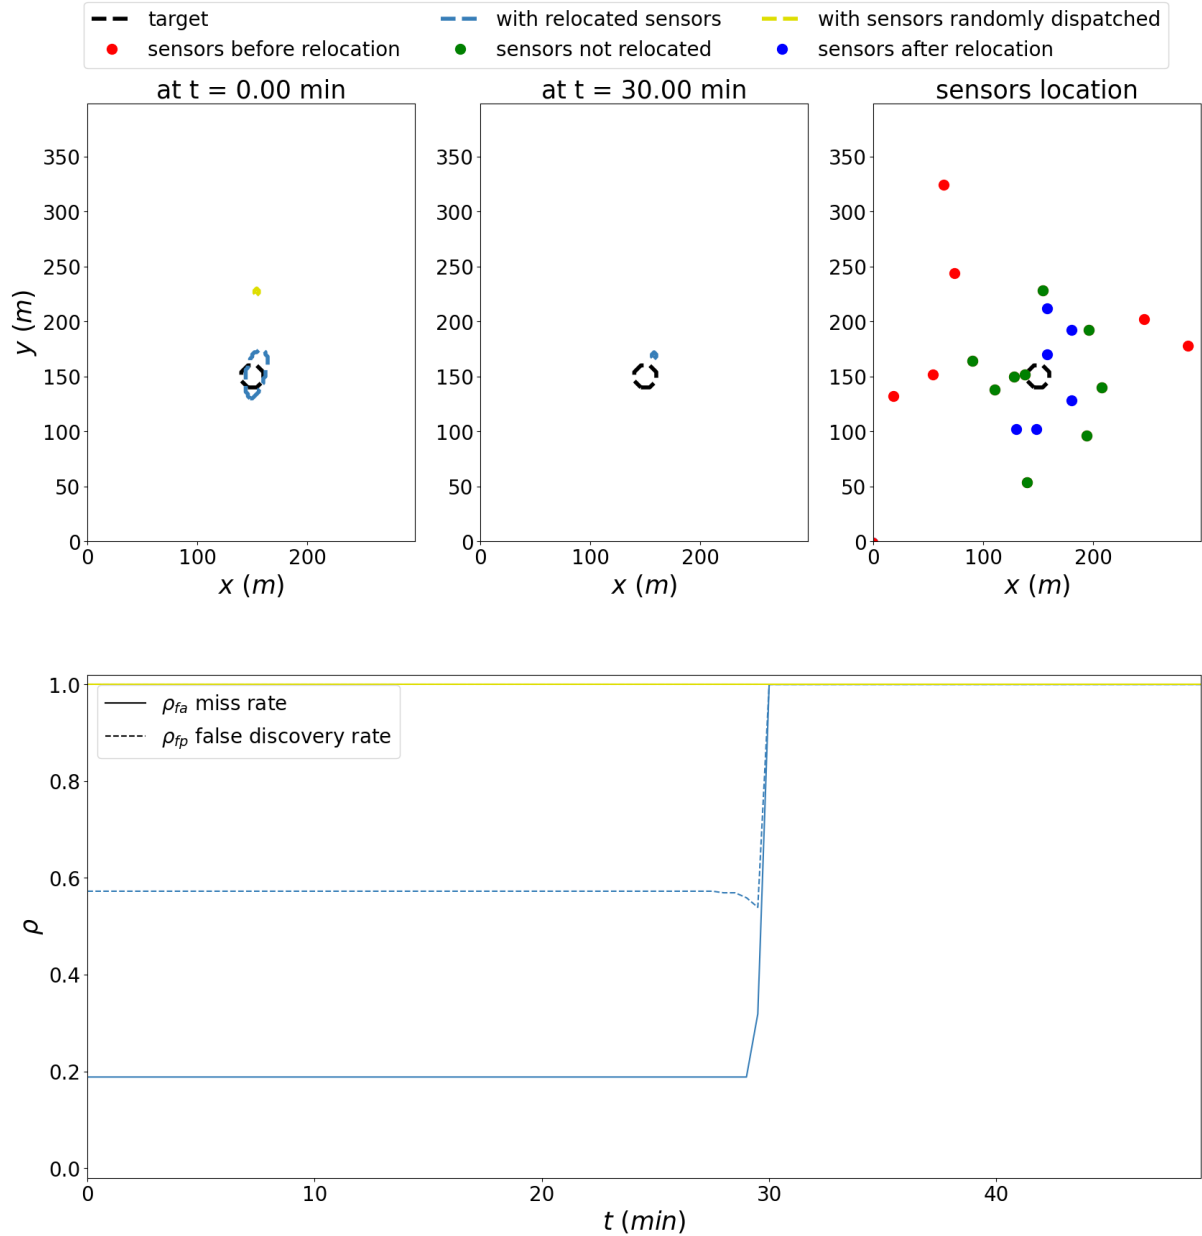 target
with relocated sensors
with sensors randomly dispatched
sensors before relocation
sensors not relocated
sensors after relocation
at t = 0.00 min
at t = 30.00 min
sensors location
y (m)
350
300
250
200
150
100
50
0
0 100 200
x (m)
350
300
250
200
150
100
50
0
0 100 200
x (m)
350
300
250
200
150
100
50
0
0 100 200
x (m)
ρ
1.0
0.8
0.6
0.4
0.2
0.0
ρ_fa miss rate
ρ_fp false discovery rate
0 10 20 30 40
t (min)